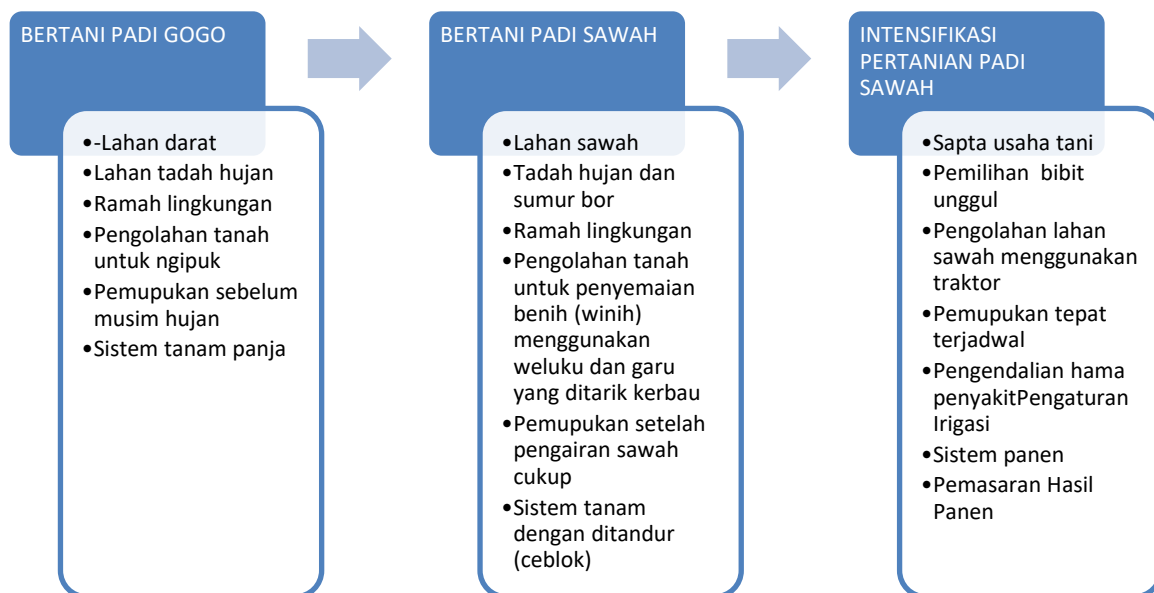 BERTANI PADI GOGO
•-Lahan darat
•Lahan tadah hujan
•Ramah lingkungan
•Pengolahan tanah
untuk ngipuk
•Pemupukan sebelum
musim hujan
•Sistem tanam panja
BERTANI PADI SAWAH
•Lahan sawah
•Tadah hujan dan
sumur bor
•Ramah lingkungan
•Pengolahan tanah
untuk penyemaian
benih (winih)
menggunakan
weluku dan garu
yang ditarik kerbau
•Pemupukan setelah
pengairan sawah
cukup
•Sistem tanam
dengan ditandur
(ceblok)
INTENSIFIKASI
PERTANIAN PADI
SAWAH
•Sapta usaha tani
•Pemilihan  bibit
unggul
•Pengolahan lahan
sawah menggunakan
traktor
•Pemupukan tepat
terjadwal
•Pengendalian hama
penyakitPengaturan
Irigasi
•Sistem panen
•Pemasaran Hasil
Panen